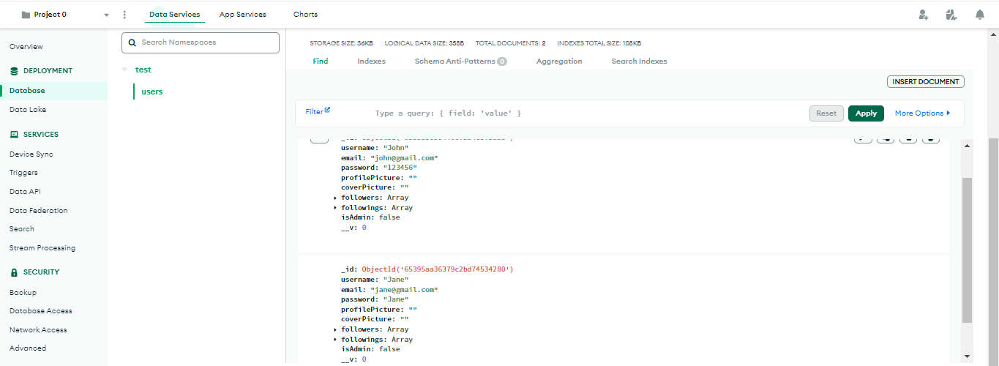 Project 0
Data Services
App Services
Charts
Overview
DEPLOYMENT
Database
Data Lake
SERVICES
Device Sync
Triggers
Data API
Data Federation
Search
Stream Processing
SECURITY
Backup
Database Access
Network Access
Advanced
Search Namespaces
test
users
STORAGE SIZE: 36KB LOGICAL DATA SIZE: 358B TOTAL DOCUMENTS: 2 INDEXES TOTAL SIZE: 108KB
Find Indexes Schema Anti-Patterns 0 Aggregation Search Indexes
INSERT DOCUMENT
Filter Type a query: { field: 'value' } Reset Apply More Options
username: "John"
email: "john@gmail.com"
password: "123456"
profilePicture: ""
coverPicture: ""
followers: Array
followings: Array
isAdmin: false
__v: 0
_id: ObjectId('65395aa36379c2bd74534280')
username: "Jane"
email: "jane@gmail.com"
password: "Jane"
profilePicture: ""
coverPicture: ""
followers: Array
followings: Array
isAdmin: false
__v: 0